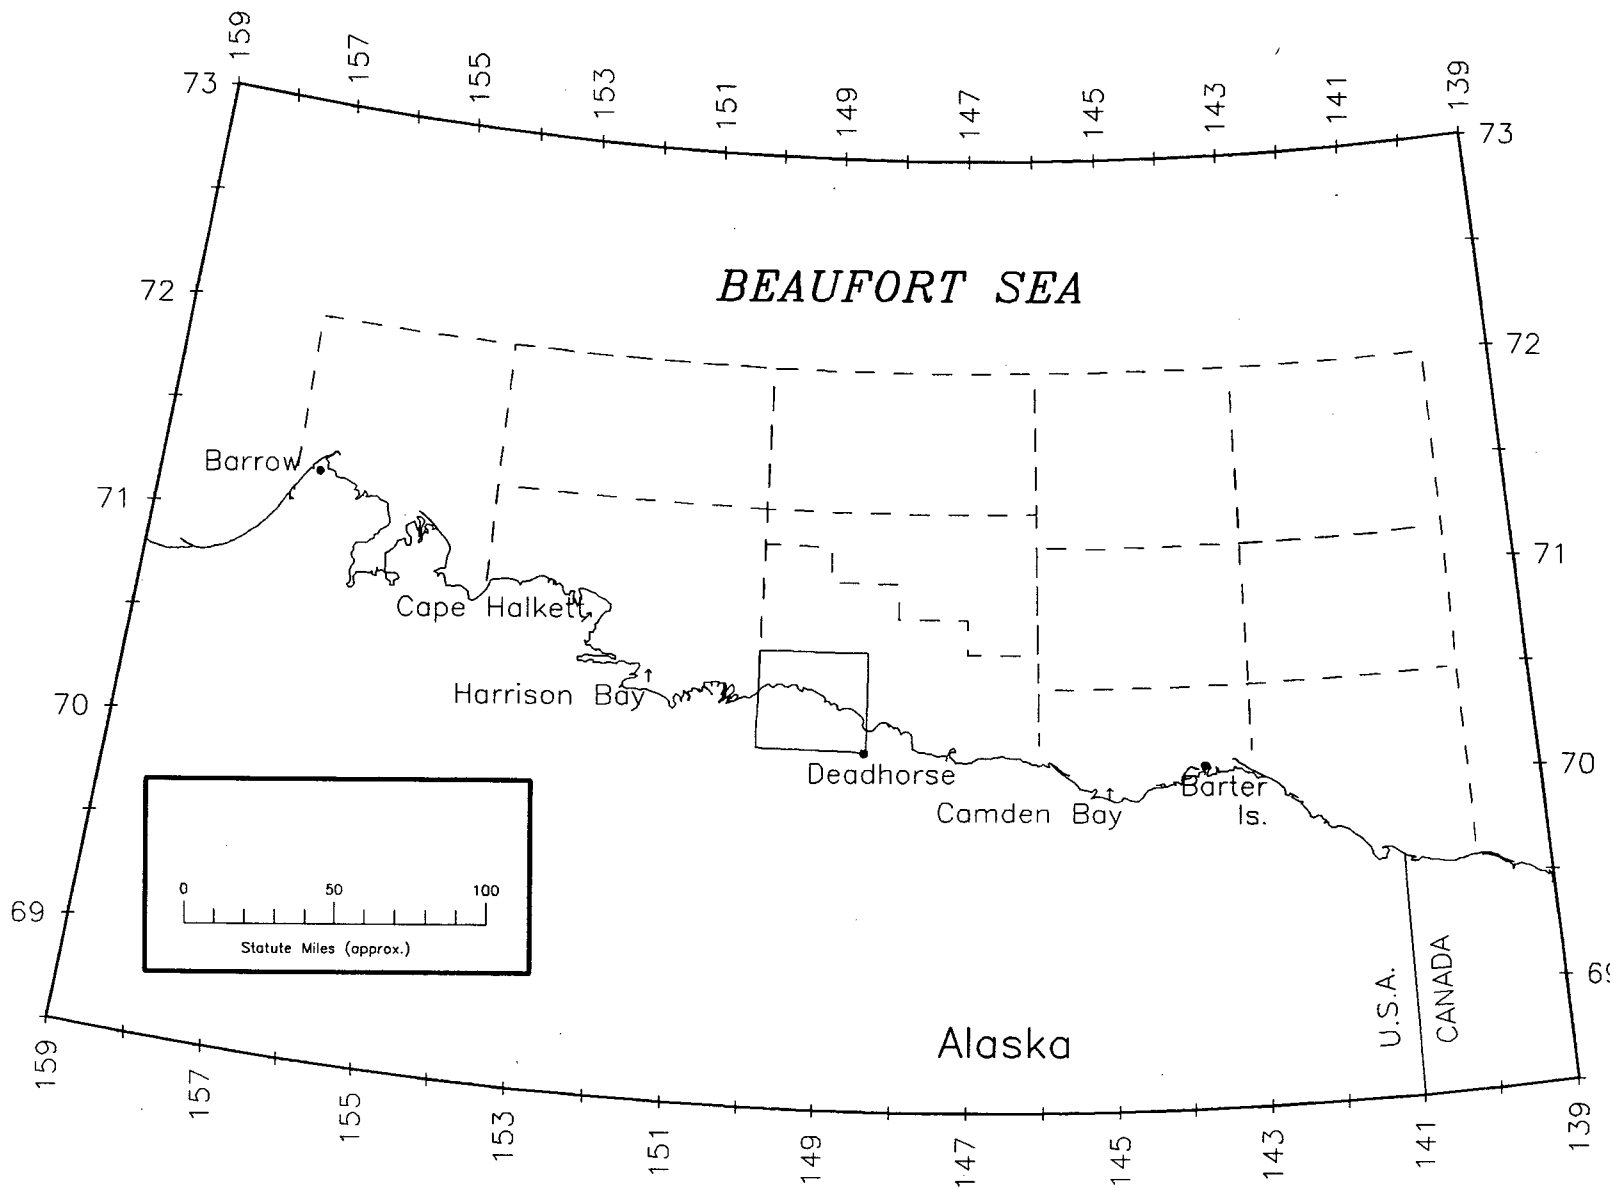 159
157
155
153
151
149
147
145
143
141
139
73
73
BEAUFORT SEA
72
72
Barrow
71
71
Cape Halkett
Harrison Bay
70
70
Deadhorse
Camden Bay
Barter
Is.
0 50 100
Statute Miles (approx.)
69
69
U.S.A.
CANADA
Alaska
159
157
155
153
151
149
147
145
143
141
139